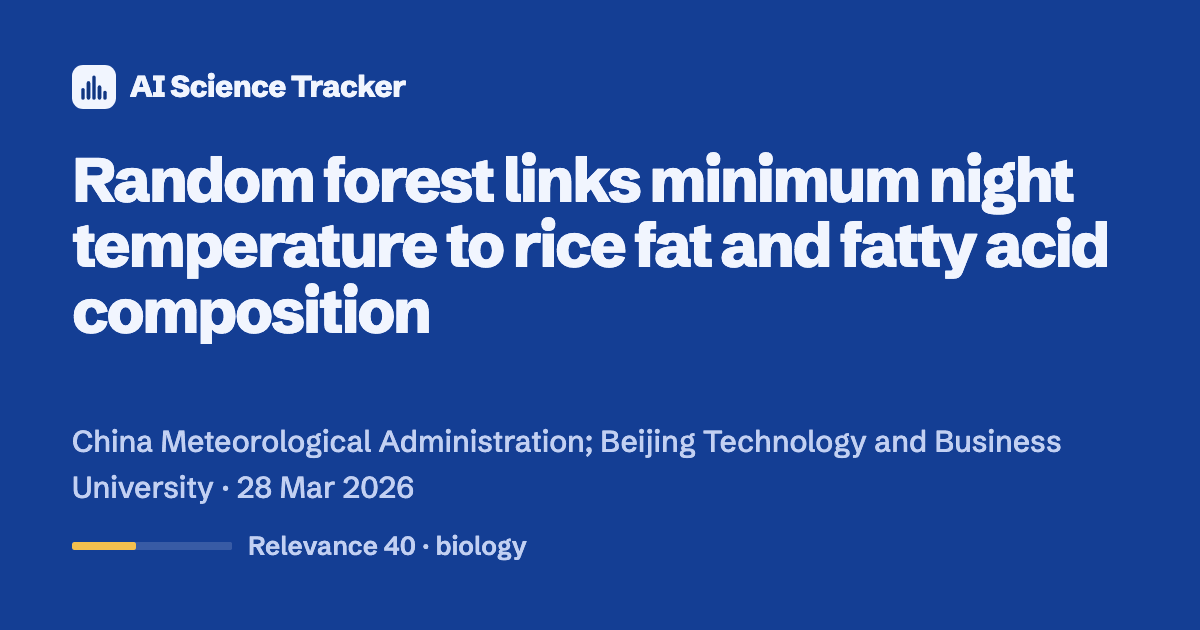 AI Science Tracker
Random forest links minimum night
temperature to rice fat and fatty acid
composition
China Meteorological Administration; Beijing Technology and Business
University · 28 Mar 2026
Relevance 40 · biology